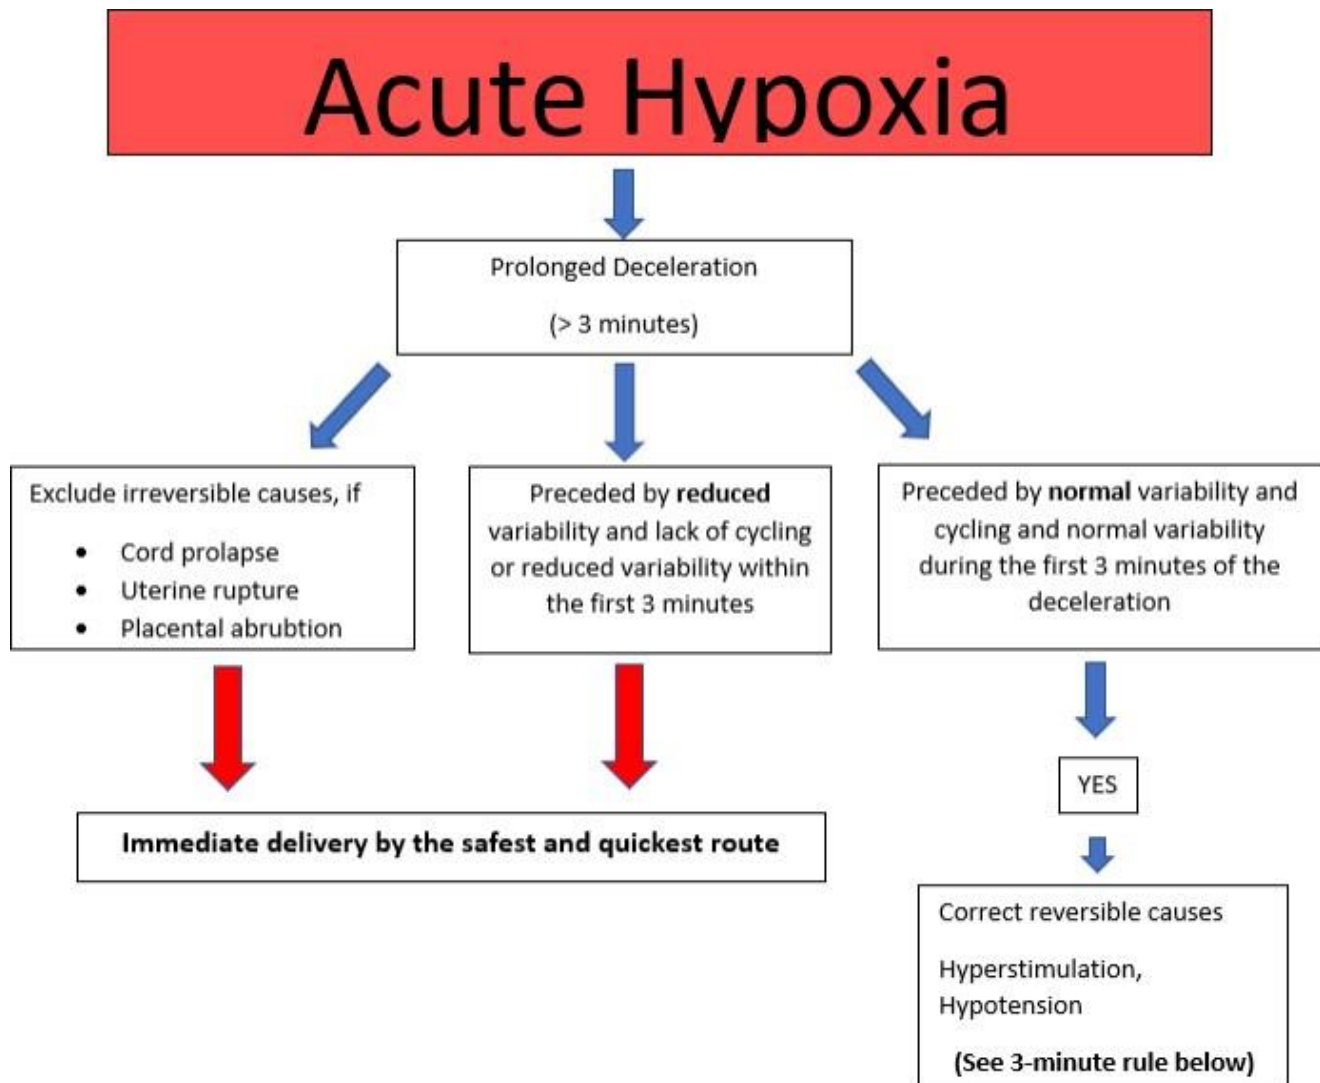 Acute Hypoxia
Prolonged Deceleration
(> 3 minutes)
Exclude irreversible causes, if
• Cord prolapse
• Uterine rupture
• Placental abrubtion
Preceded by reduced
variability and lack of cycling
or reduced variability within
the first 3 minutes
Preceded by normal variability and
cycling and normal variability
during the first 3 minutes of the
deceleration
Immediate delivery by the safest and quickest route
YES
Correct reversible causes
Hyperstimulation,
Hypotension
(See 3-minute rule below)